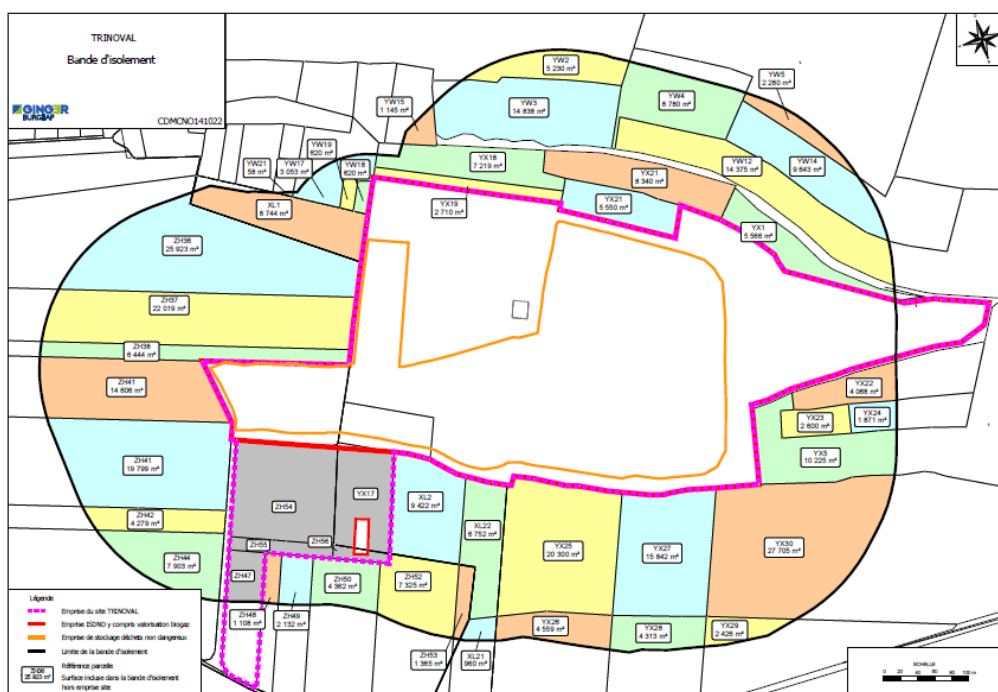 TRINOVAL
Bande d'isolement
GINGER
BURGEAP
CDMCNO141022
YW2
5 230 m²
YW5
2 280 m²
YW15
1 145 m²
YW3
14 838 m²
YW4
8 780 m²
YW19
620 m²
YW21
58 m²
YW17
3 053 m²
YW18
620 m²
YX18
7 219 m²
YX21
8 340 m²
YW12
14 375 m²
YW14
9 643 m²
XL1
8 744 m²
YX19
2 710 m²
YX21
5 550 m²
YX1
5 566 m²
ZH36
25 923 m²
ZH37
22 019 m²
ZH38
6 444 m²
ZH41
14 606 m²
YX22
4 068 m²
YX23
2 600 m²
YX24
1 871 m²
YX5
10 225 m²
ZH41
19 799 m²
ZH54
YX17
XL2
9 422 m²
XL22
6 752 m²
ZH42
4 279 m²
ZH44
7 903 m²
ZH55
ZH56
ZH47
YX25
20 300 m²
YX27
15 842 m²
YX30
27 705 m²
ZH50
4 362 m²
ZH52
7 325 m²
ZH48
1 108 m²
ZH49
2 132 m²
YX26
4 559 m²
YX28
4 313 m²
YX29
2 426 m²
ZH53
1 365 m²
XL21
960 m²
Légende
Emprise du site TRINOVAL
Emprise ISDND y compris valorisation biogaz
Emprise de stockage déchets non dangereux
Limite de la bande d'isolement
ZH36
25 923 m²
Référence parcelle
Surface incluse dans la bande d'isolement
hors emprise site
ECHELLE
0 20 40 60 80 100 m